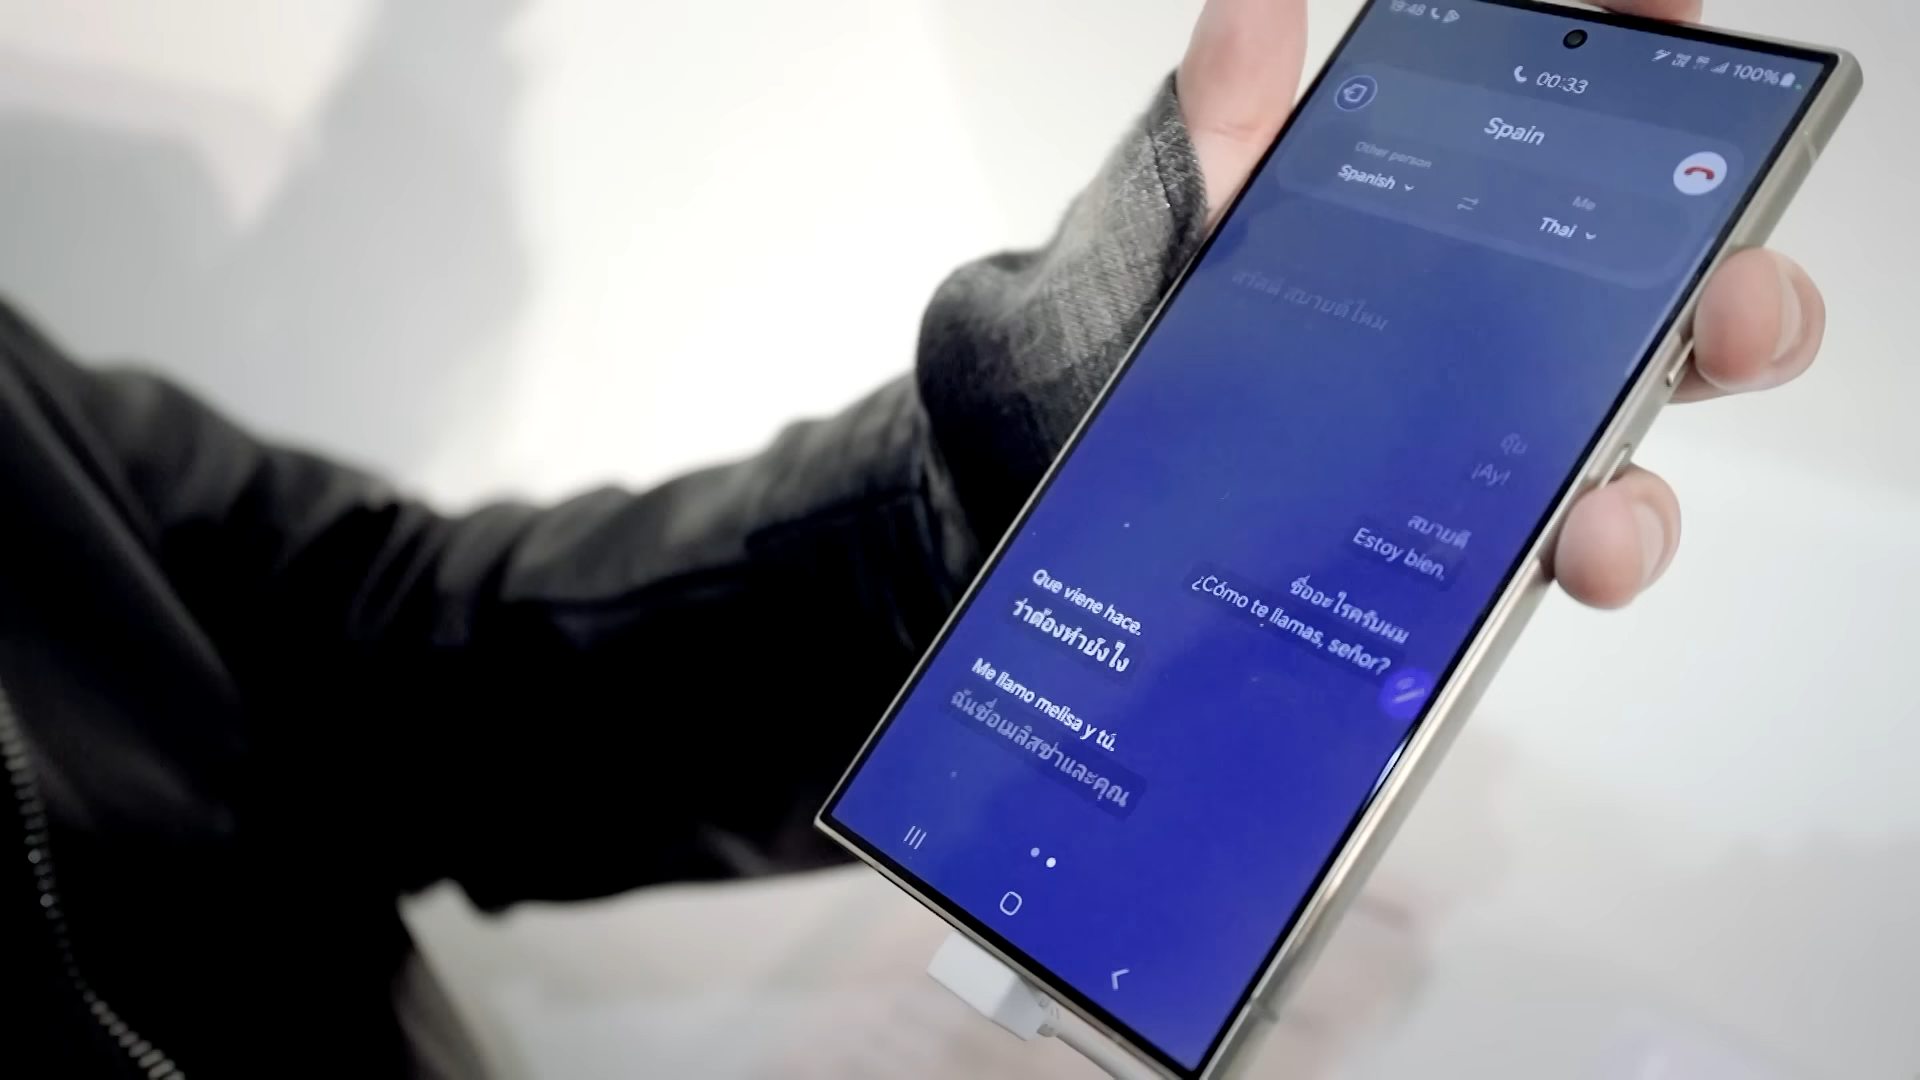 19:48
100%
00:33
Spain
Other person
Spanish
Me
Thai
สวัสดี สบายดีไหม
อุ๊ย
¡Ay!
สบายดี
Estoy bien.
ชื่ออะไรครับผม
¿Cómo te llamas, señor?
Que viene hace.
ว่าต้องทำยังไง
Me llamo melisa y tú.
ฉันชื่อเมลิสซ่าและคุณ